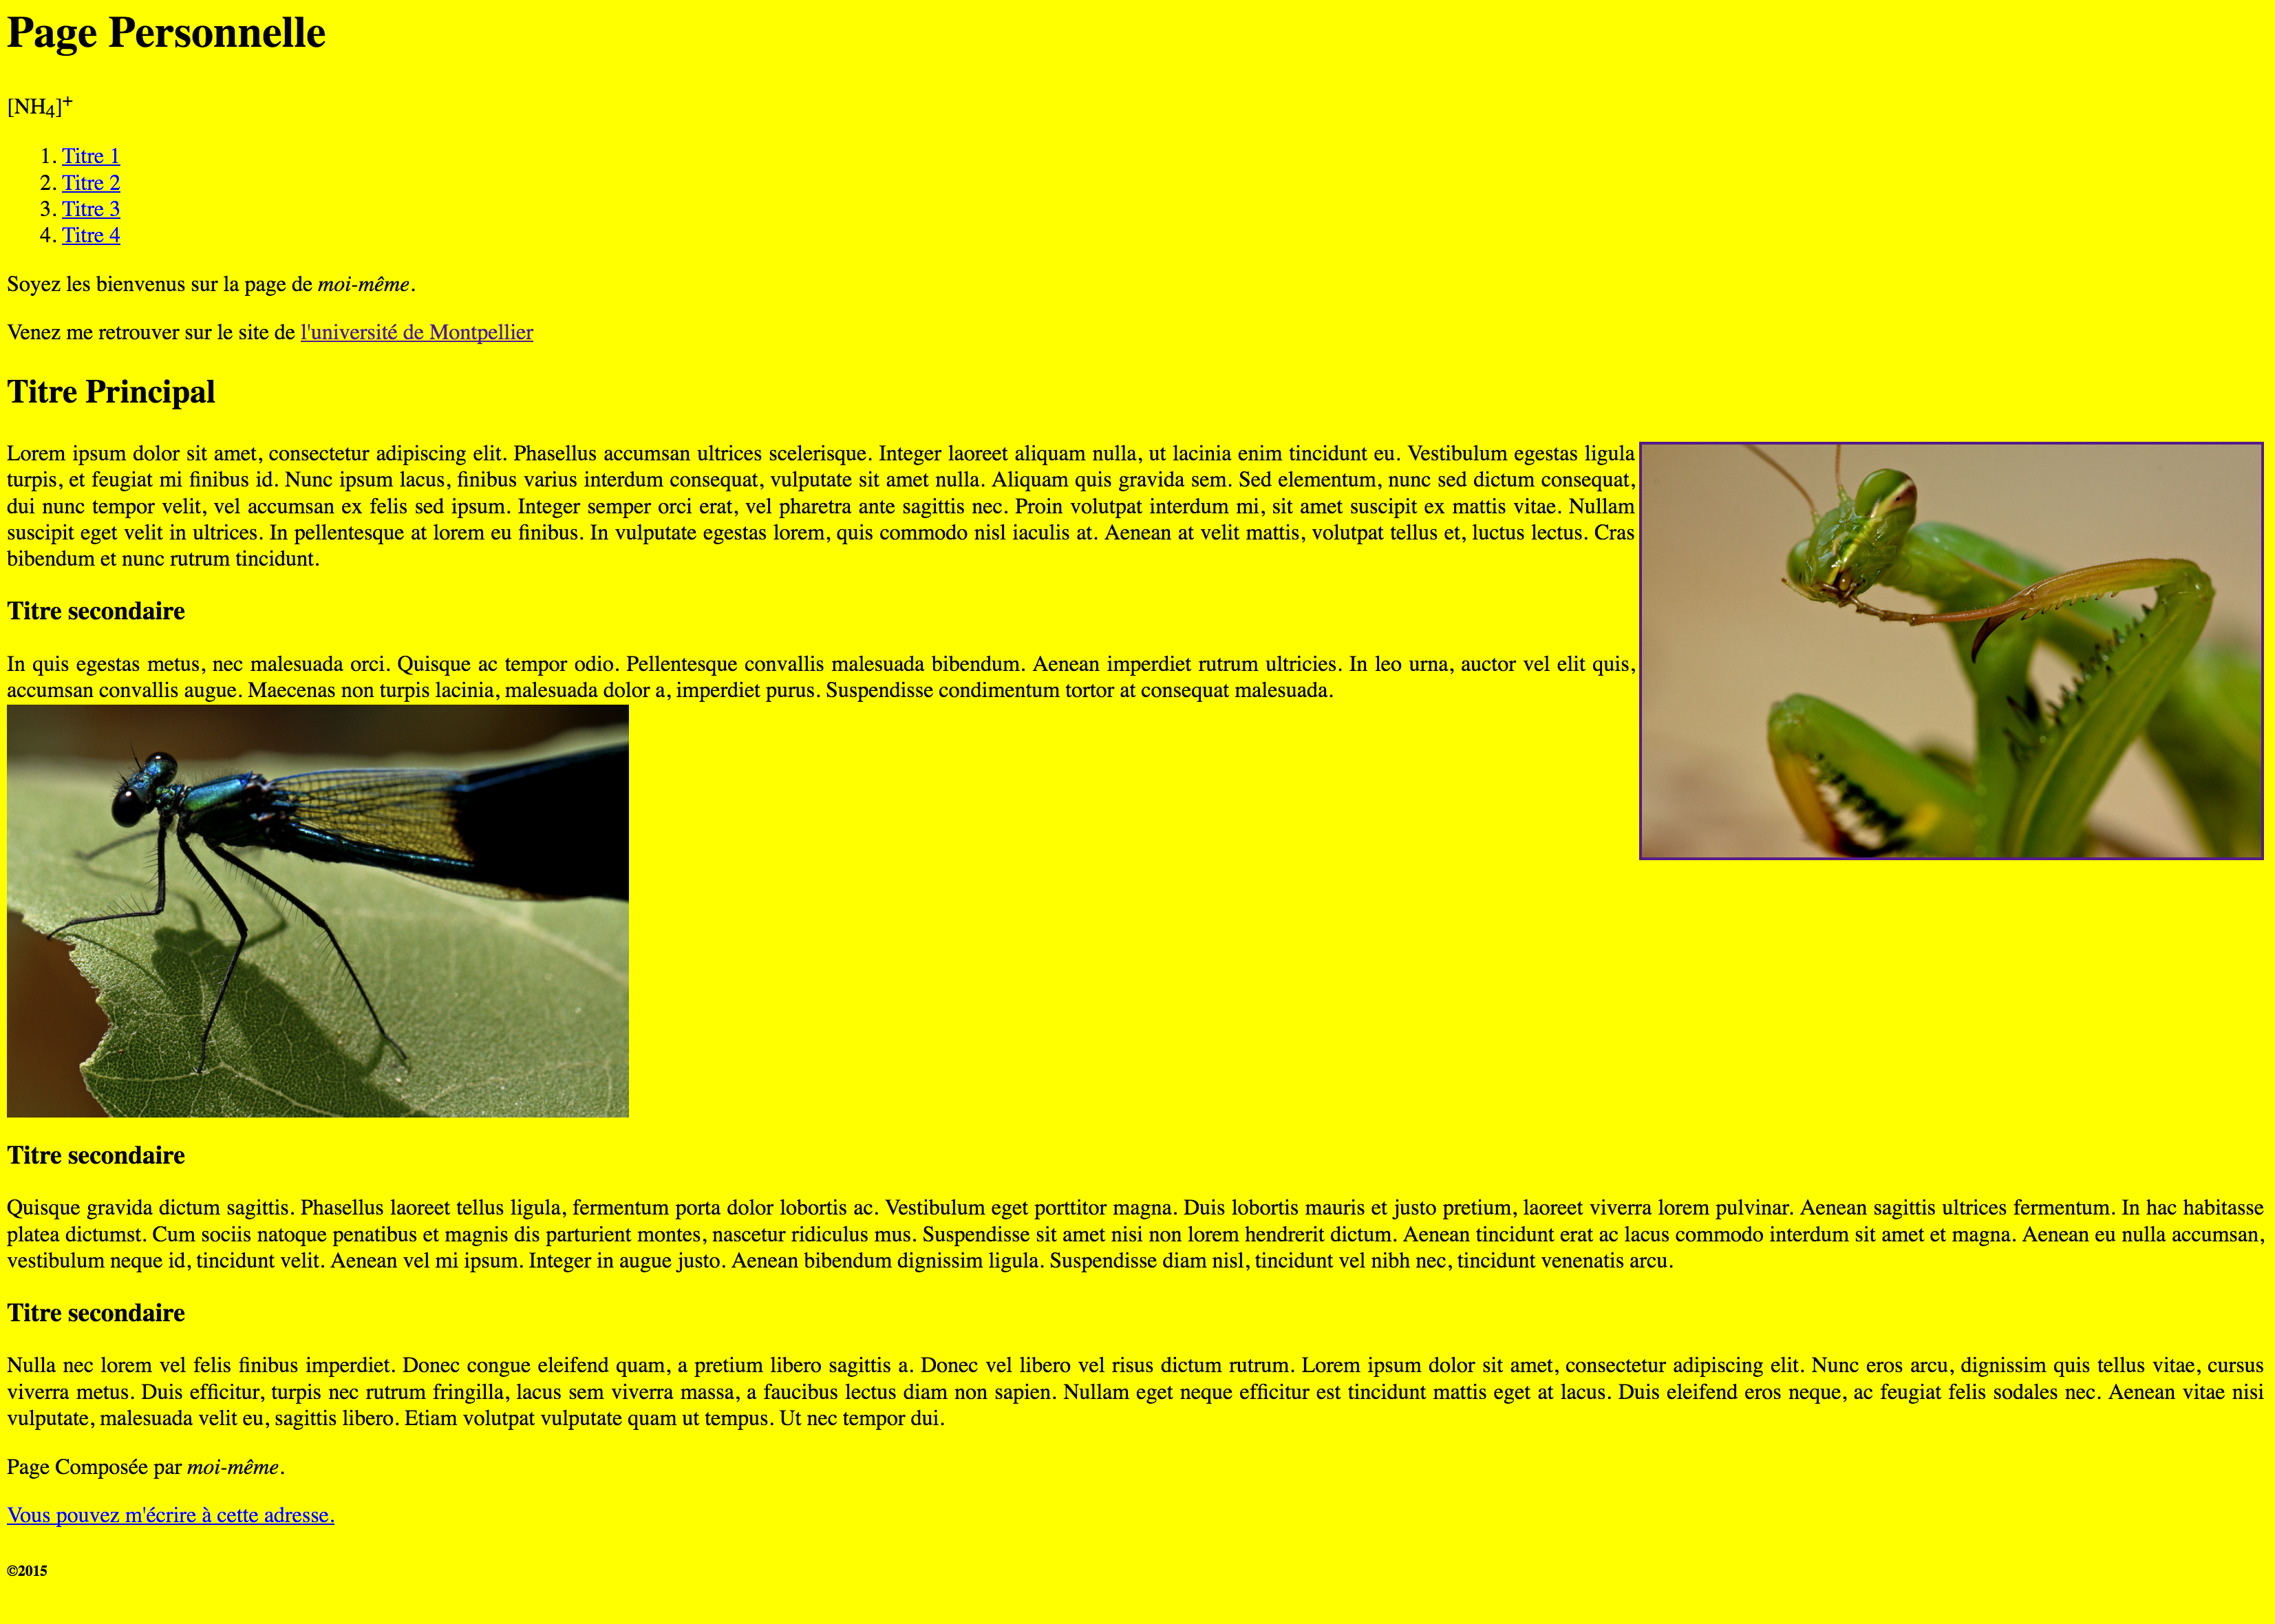 Page Personnelle
[NH4]+
1. Titre 1
2. Titre 2
3. Titre 3
4. Titre 4
Soyez les bienvenus sur la page de moi-même.
Venez me retrouver sur le site de l'université de Montpellier
Titre Principal
Lorem ipsum dolor sit amet, consectetur adipiscing elit. Phasellus accumsan ultrices scelerisque. Integer laoreet aliquam nulla, ut lacinia enim tincidunt eu. Vestibulum egestas ligula
turpis, et feugiat mi finibus id. Nunc ipsum lacus, finibus varius interdum consequat, vulputate sit amet nulla. Aliquam quis gravida sem. Sed elementum, nunc sed dictum consequat,
dui nunc tempor velit, vel accumsan ex felis sed ipsum. Integer semper orci erat, vel pharetra ante sagittis nec. Proin volutpat interdum mi, sit amet suscipit ex mattis vitae. Nullam
suscipit eget velit in ultrices. In pellentesque at lorem eu finibus. In vulputate egestas lorem, quis commodo nisl iaculis at. Aenean at velit mattis, volutpat tellus et, luctus lectus. Cras
bibendum et nunc rutrum tincidunt.
Titre secondaire
In quis egestas metus, nec malesuada orci. Quisque ac tempor odio. Pellentesque convallis malesuada bibendum. Aenean imperdiet rutrum ultricies. In leo urna, auctor vel elit quis,
accumsan convallis augue. Maecenas non turpis lacinia, malesuada dolor a, imperdiet purus. Suspendisse condimentum tortor at consequat malesuada.
Titre secondaire
Quisque gravida dictum sagittis. Phasellus laoreet tellus ligula, fermentum porta dolor lobortis ac. Vestibulum eget porttitor magna. Duis lobortis mauris et justo pretium, laoreet viverra lorem pulvinar. Aenean sagittis ultrices fermentum. In hac habitasse
platea dictumst. Cum sociis natoque penatibus et magnis dis parturient montes, nascetur ridiculus mus. Suspendisse sit amet nisi non lorem hendrerit dictum. Aenean tincidunt erat ac lacus commodo interdum sit amet et magna. Aenean eu nulla accumsan,
vestibulum neque id, tincidunt velit. Aenean vel mi ipsum. Integer in augue justo. Aenean bibendum dignissim ligula. Suspendisse diam nisl, tincidunt vel nibh nec, tincidunt venenatis arcu.
Titre secondaire
Nulla nec lorem vel felis finibus imperdiet. Donec congue eleifend quam, a pretium libero sagittis a. Donec vel libero vel risus dictum rutrum. Lorem ipsum dolor sit amet, consectetur adipiscing elit. Nunc eros arcu, dignissim quis tellus vitae, cursus
viverra metus. Duis efficitur, turpis nec rutrum fringilla, lacus sem viverra massa, a faucibus lectus diam non sapien. Nullam eget neque efficitur est tincidunt mattis eget at lacus. Duis eleifend eros neque, ac feugiat felis sodales nec. Aenean vitae nisi
vulputate, malesuada velit eu, sagittis libero. Etiam volutpat vulputate quam ut tempus. Ut nec tempor dui.
Page Composée par moi-même.
Vous pouvez m'écrire à cette adresse.
©2015